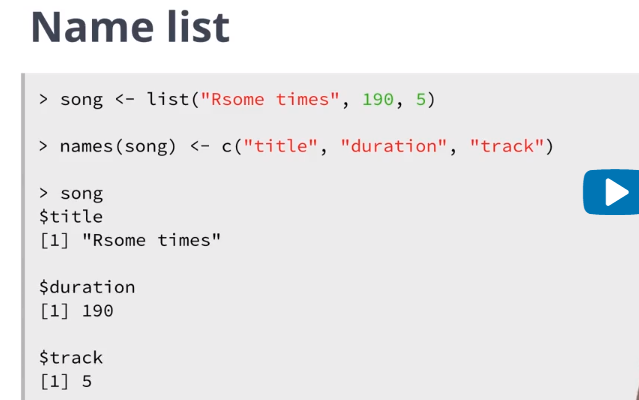 Name list
> song <- list("Rsome times", 190, 5)
> names(song) <- c("title", "duration", "track")
> song
$title
[1] "Rsome times"
$duration
[1] 190
$track
[1] 5